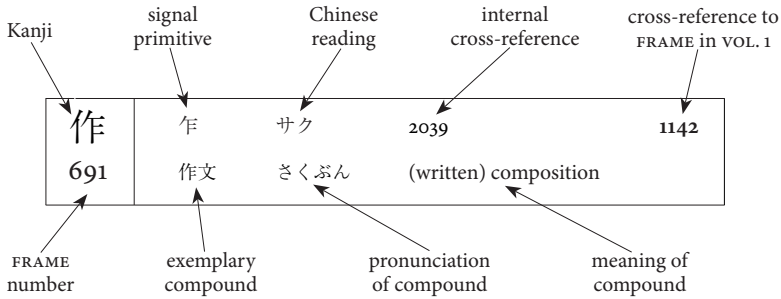 Kanji
signal
primitive
Chinese
reading
internal
cross-reference
cross-reference to
FRAME in VOL. 1
作 乍 サク 2039 1142
691 作文 さくぶん (written) composition
FRAME
number
exemplary
compound
pronunciation
of compound
meaning of
compound